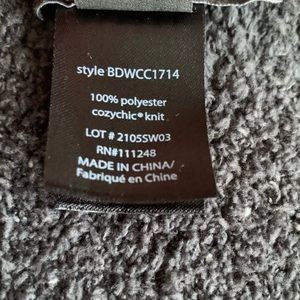 style BDWCC1714
100% polyester
cozychic® knit
LOT # 2105SW03
RN#111248
MADE IN CHINA/
Fabriqué en Chine